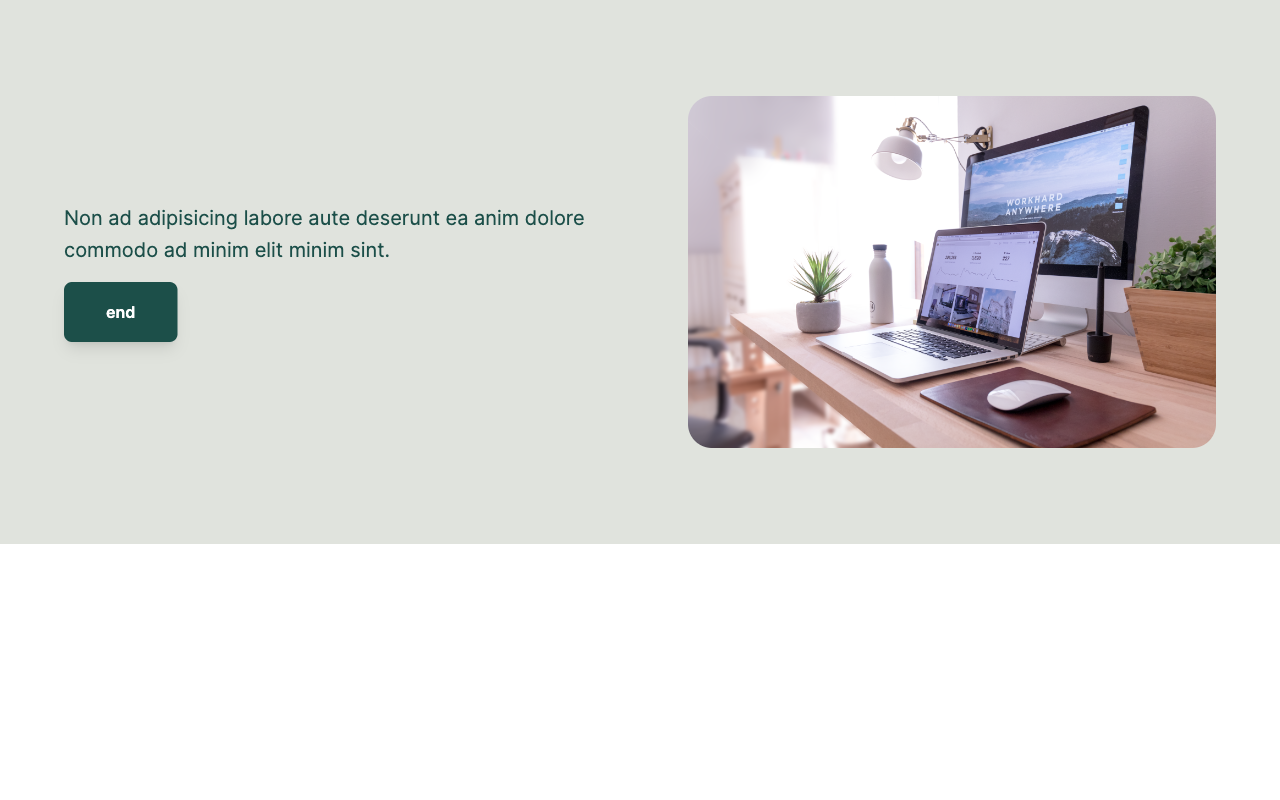 Non ad adipisicing labore aute deserunt ea anim dolore
commodo ad minim elit minim sint.
end
WORKHARD
ANYWHERE